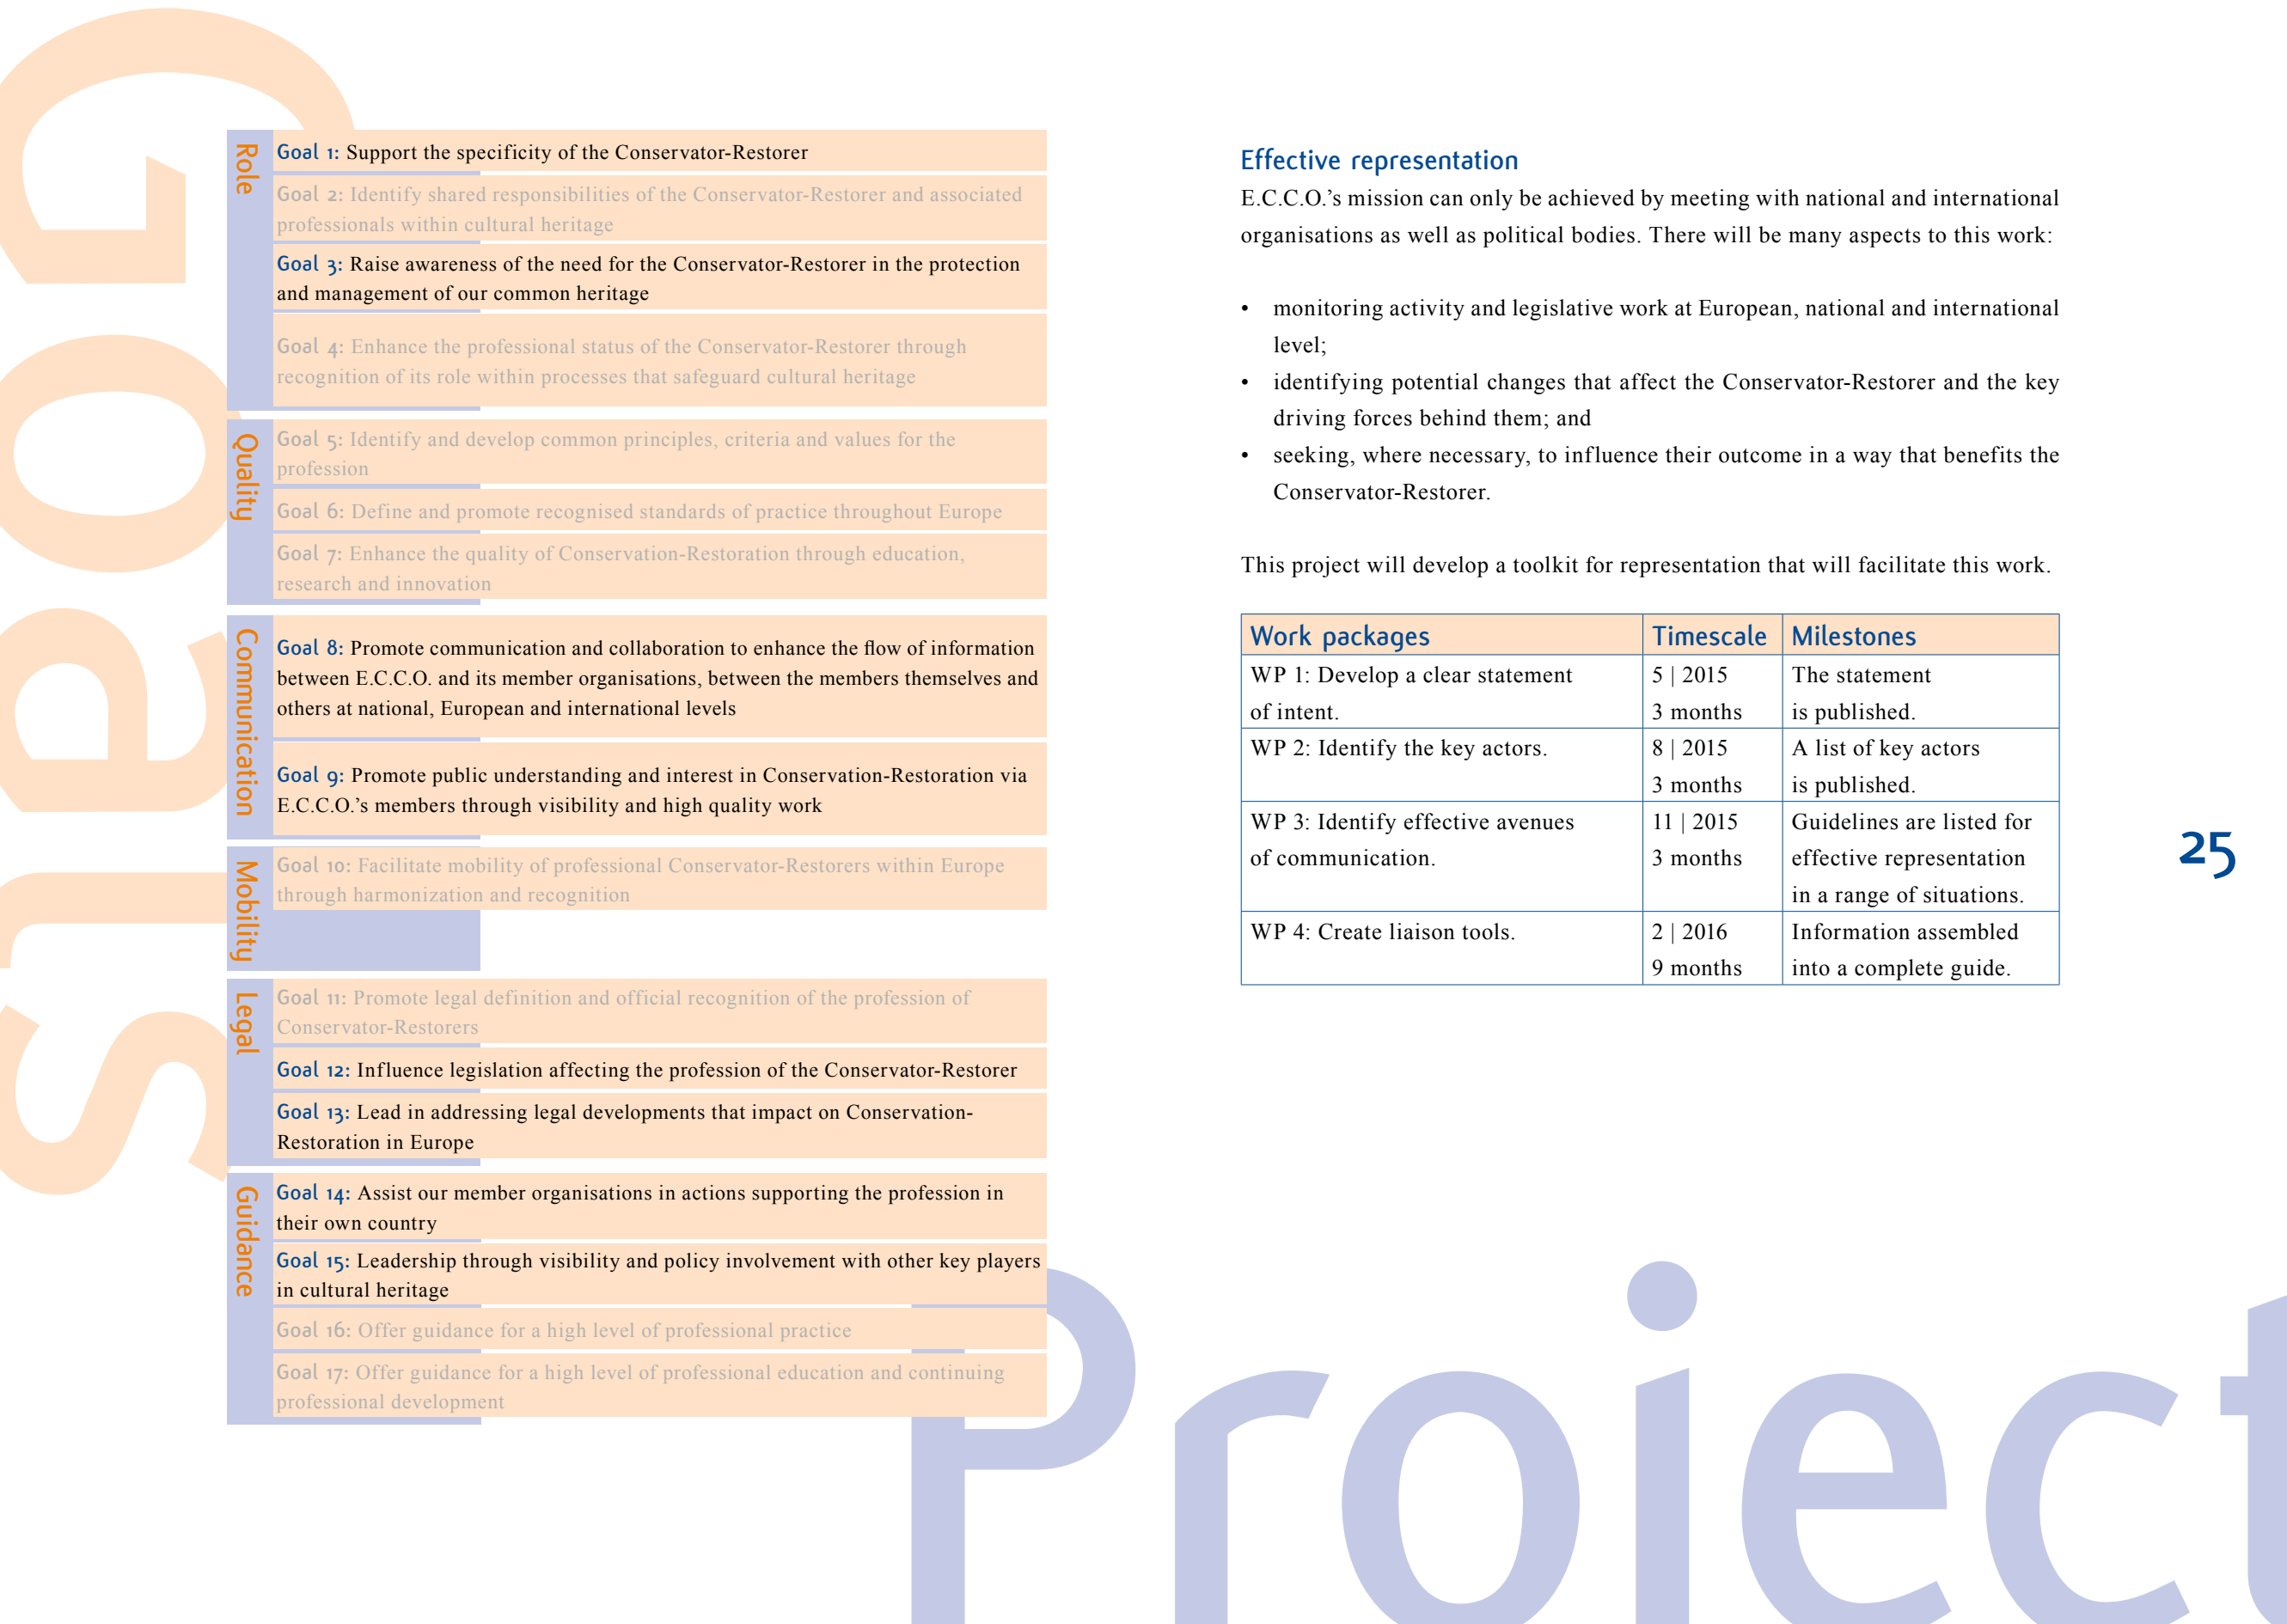 Goals
Role
Goal 1: Support the specificity of the Conservator-Restorer
Goal 2: Identify shared responsibilities of the Conservator-Restorer and associated
professionals within cultural heritage
Goal 3: Raise awareness of the need for the Conservator-Restorer in the protection
and management of our common heritage
Goal 4: Enhance the professional status of the Conservator-Restorer through
recognition of its role within processes that safeguard cultural heritage
Quality
Goal 5: Identify and develop common principles, criteria and values for the
profession
Goal 6: Define and promote recognised standards of practice throughout Europe
Goal 7: Enhance the quality of Conservation-Restoration through education,
research and innovation
Communication
Goal 8: Promote communication and collaboration to enhance the flow of information
between E.C.C.O. and its member organisations, between the members themselves and
others at national, European and international levels
Goal 9: Promote public understanding and interest in Conservation-Restoration via
E.C.C.O.’s members through visibility and high quality work
Mobility
Goal 10: Facilitate mobility of professional Conservator-Restorers within Europe
through harmonization and recognition
Legal
Goal 11: Promote legal definition and official recognition of the profession of
Conservator-Restorers
Goal 12: Influence legislation affecting the profession of the Conservator-Restorer
Goal 13: Lead in addressing legal developments that impact on Conservation-
Restoration in Europe
Guidance
Goal 14: Assist our member organisations in actions supporting the profession in
their own country
Goal 15: Leadership through visibility and policy involvement with other key players
in cultural heritage
Goal 16: Offer guidance for a high level of professional practice
Goal 17: Offer guidance for a high level of professional education and continuing
professional development
Effective representation
E.C.C.O.’s mission can only be achieved by meeting with national and international
organisations as well as political bodies. There will be many aspects to this work:
• monitoring activity and legislative work at European, national and international
level;
• identifying potential changes that affect the Conservator-Restorer and the key
driving forces behind them; and
• seeking, where necessary, to influence their outcome in a way that benefits the
Conservator-Restorer.
This project will develop a toolkit for representation that will facilitate this work.
Work packages Timescale Milestones
WP 1: Develop a clear statement 5 | 2015 The statement
of intent. 3 months is published.
WP 2: Identify the key actors. 8 | 2015 A list of key actors
3 months is published.
WP 3: Identify effective avenues 11 | 2015 Guidelines are listed for
of communication. 3 months effective representation
in a range of situations.
WP 4: Create liaison tools. 2 | 2016 Information assembled
9 months into a complete guide.
25
Project